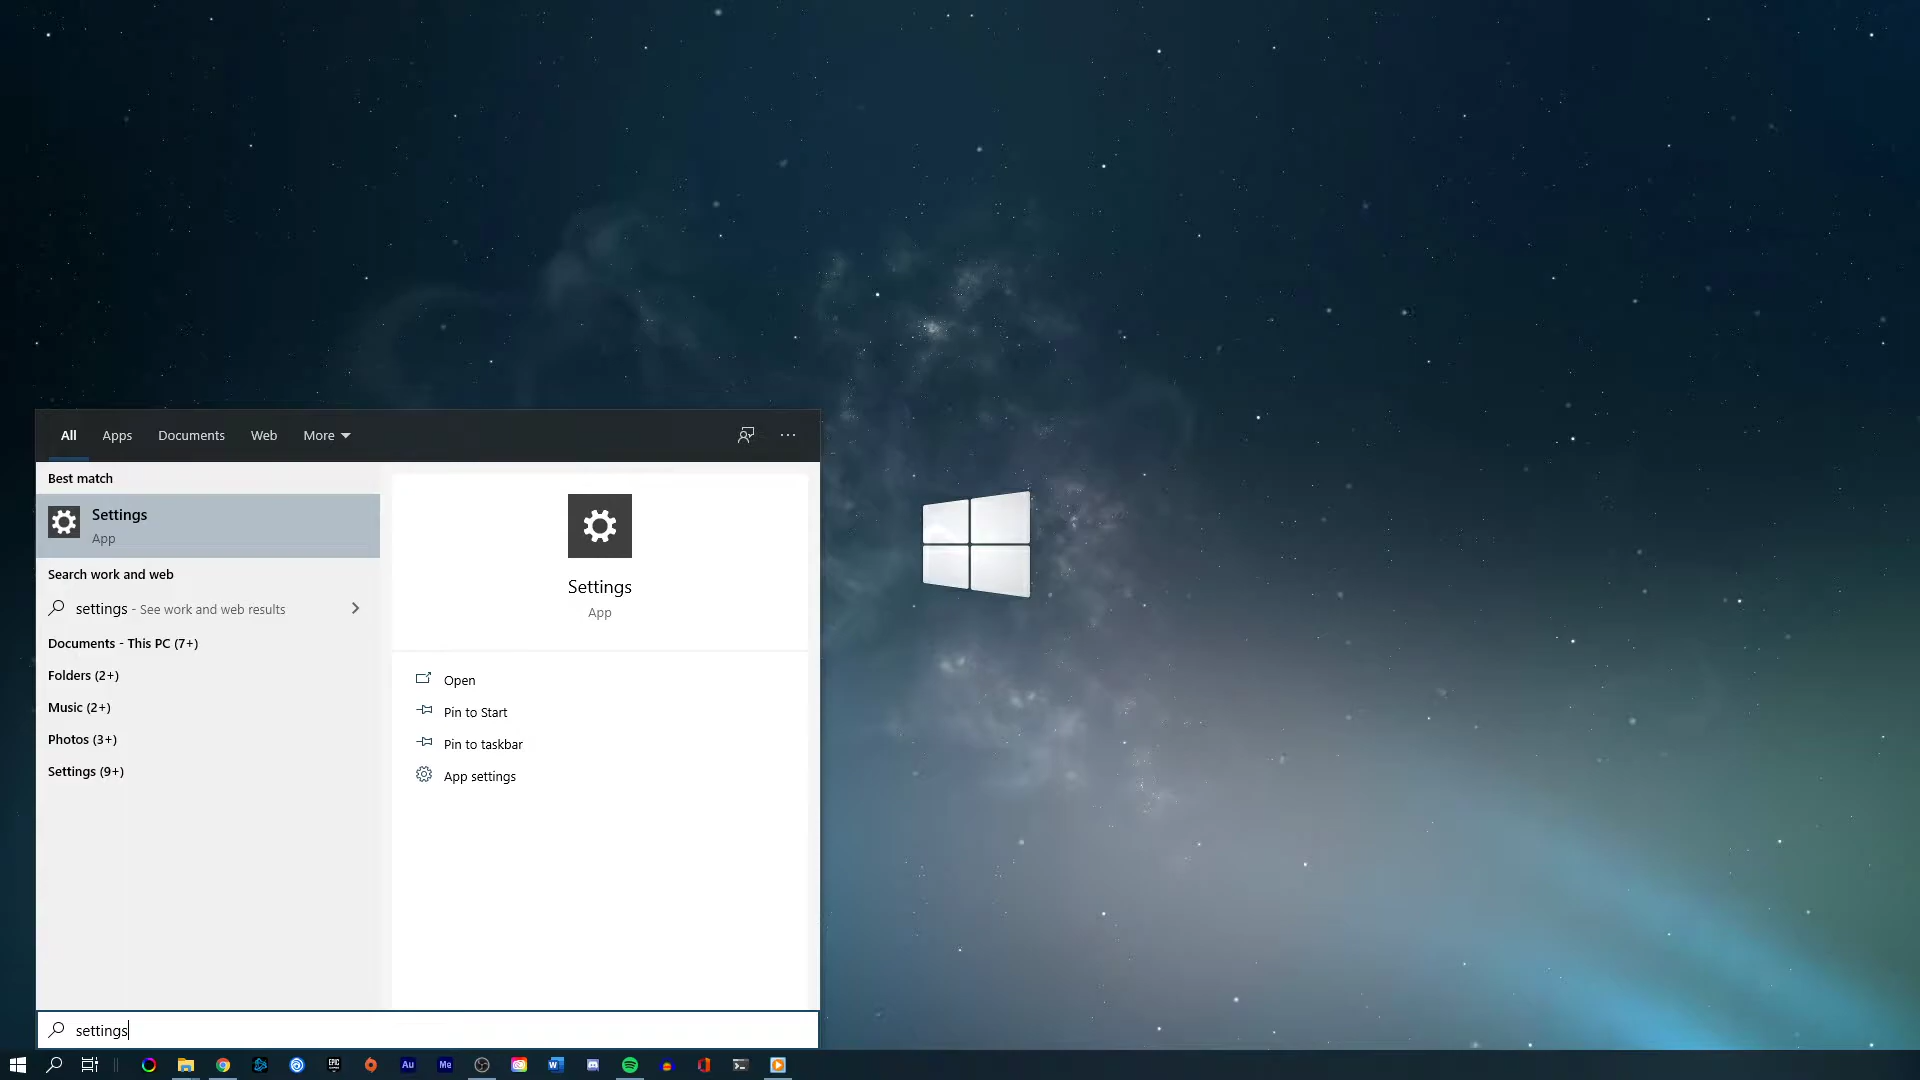 All Apps Documents Web More ···
Best match
Settings
App
Search work and web
settings - See work and web results
Documents - This PC (7+)
Folders (2+)
Music (2+)
Photos (3+)
Settings (9+)
Settings
App
Open
Pin to Start
Pin to taskbar
App settings
settings
EPIC
Au
Me
W